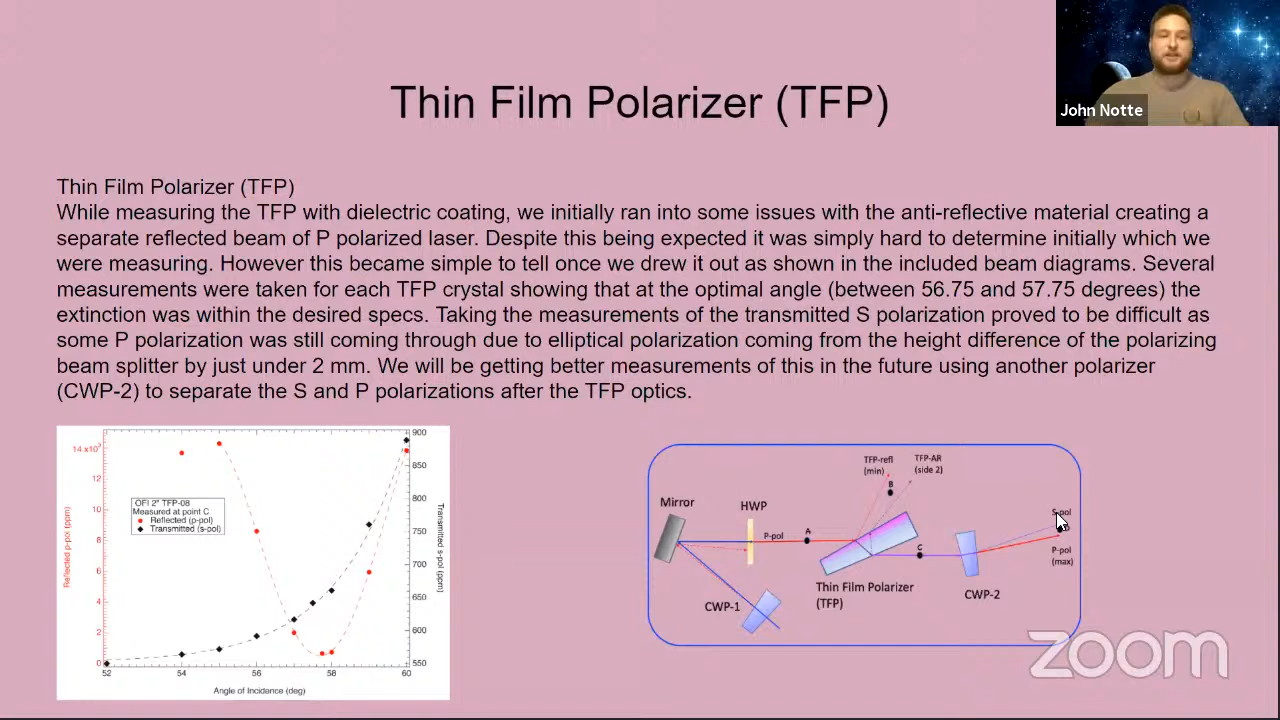 Thin Film Polarizer (TFP)
John Notte
Thin Film Polarizer (TFP)
While measuring the TFP with dielectric coating, we initially ran into some issues with the anti-reflective material creating a
separate reflected beam of P polarized laser. Despite this being expected it was simply hard to determine initially which we
were measuring. However this became simple to tell once we drew it out as shown in the included beam diagrams. Several
measurements were taken for each TFP crystal showing that at the optimal angle (between 56.75 and 57.75 degrees) the
extinction was within the desired specs. Taking the measurements of the transmitted S polarization proved to be difficult as
some P polarization was still coming through due to elliptical polarization coming from the height difference of the polarizing
beam splitter by just under 2 mm. We will be getting better measurements of this in the future using another polarizer
(CWP-2) to separate the S and P polarizations after the TFP optics.
14 x10³
12
10
8
6
4
2
0
Reflected p-pol (ppm)
OFI 2" TFP-08
Measured at point C
Reflected (p-pol)
Transmitted (s-pol)
900
850
800
750
700
650
600
550
Transmitted s-pol (ppm)
52
54
56
58
60
Angle of Incidence (deg)
TFP-refl
(min)
TFP-AR
(side 2)
B
Mirror
HWP
P-pol
A
C
S-pol
P-pol
(max)
Thin Film Polarizer
(TFP)
CWP-2
CWP-1
zoom